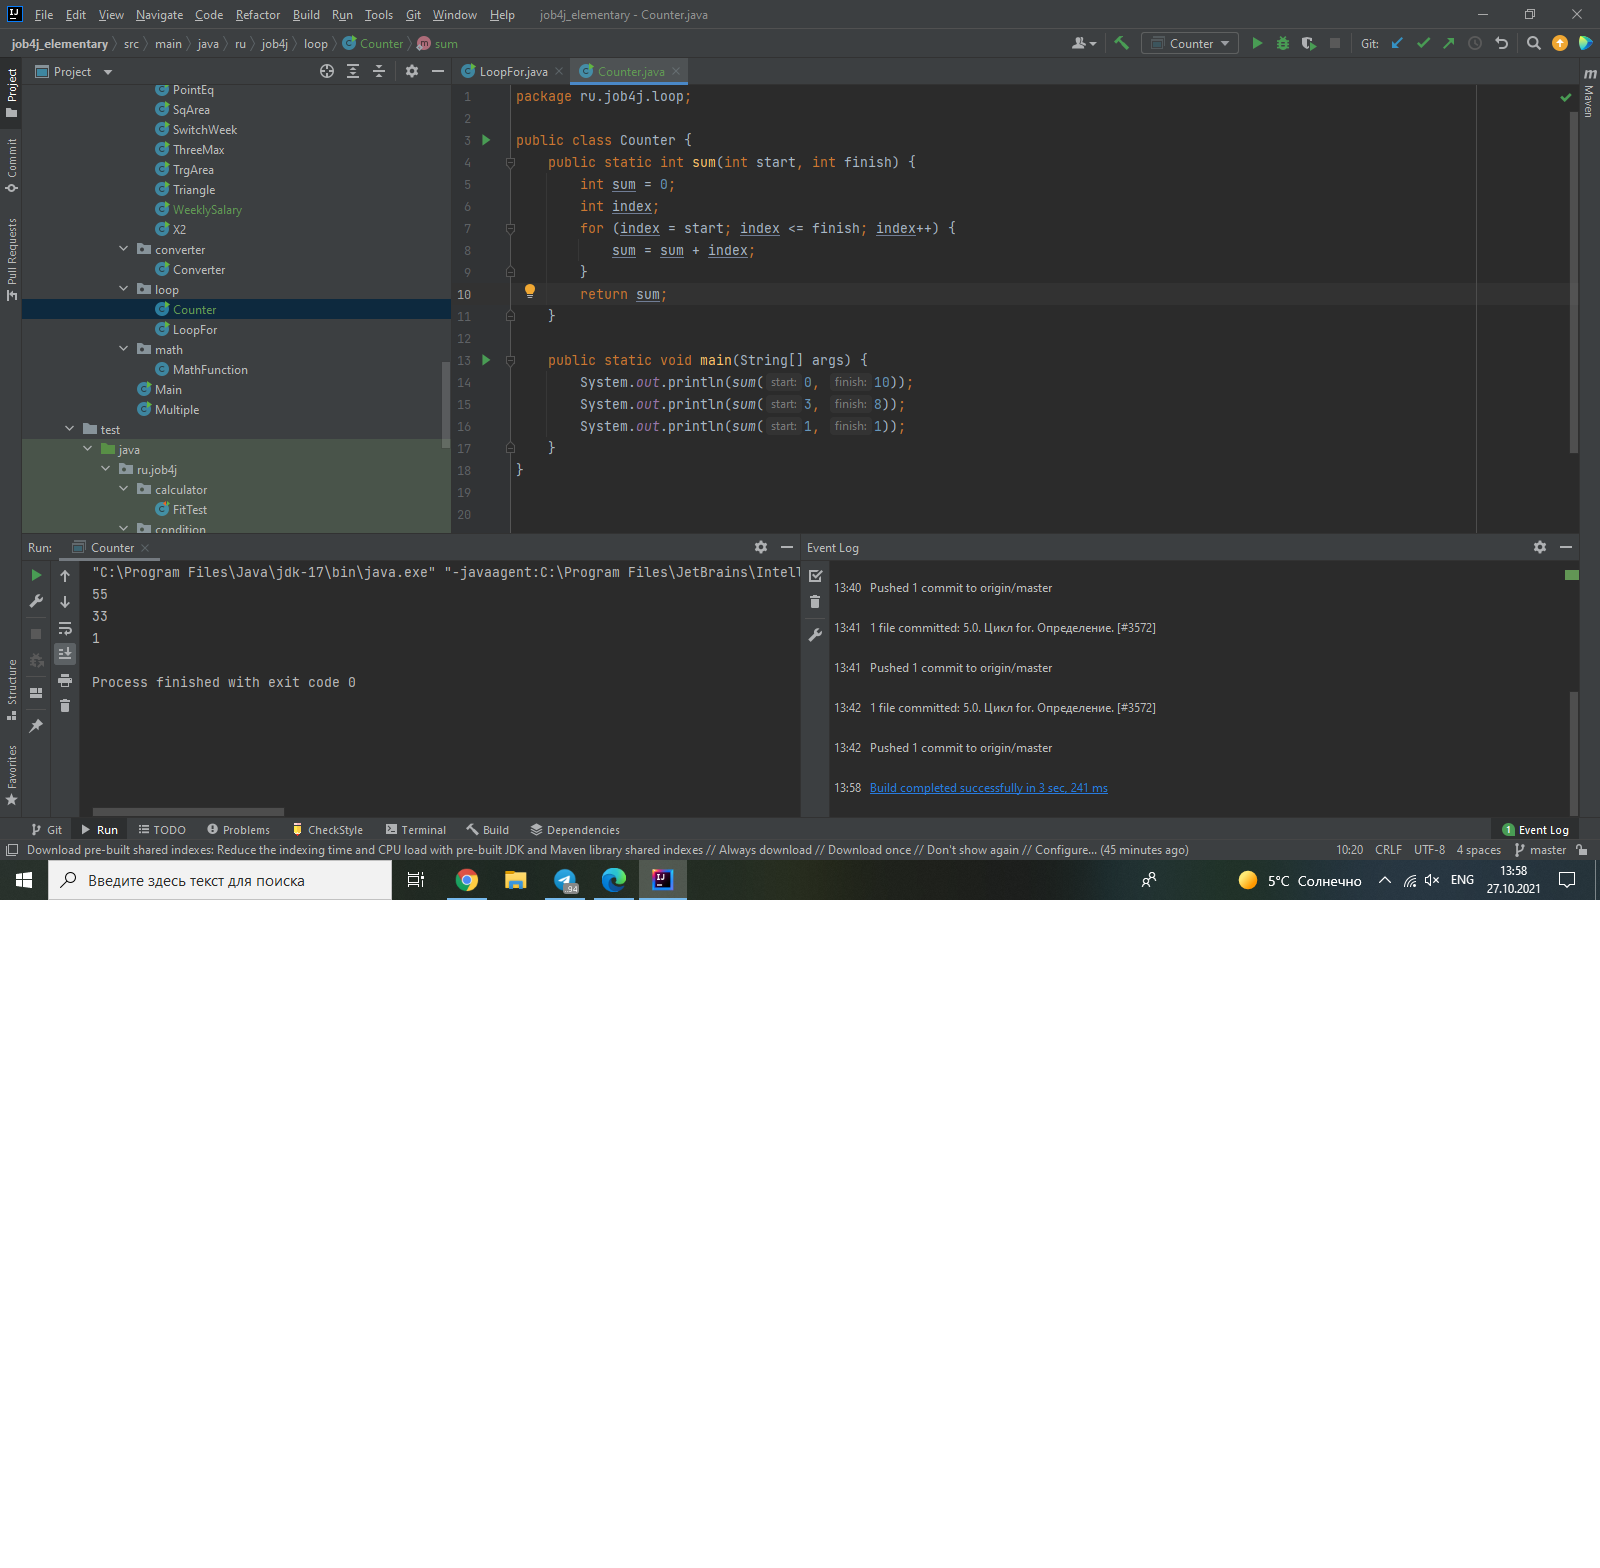 File Edit View Navigate Code Refactor Build Run Tools Git Window Help job4j_elementary - Counter.java
job4j_elementary src main java ru job4j loop Counter sum
Counter Git:
Project
LoopFor.java Counter.java
Project
Commit
Pull Requests
Structure
Favorites
Maven
PointEq
SqArea
SwitchWeek
ThreeMax
TrgArea
Triangle
WeeklySalary
X2
converter
Converter
loop
Counter
LoopFor
math
MathFunction
Main
Multiple
test
java
ru.job4j
calculator
FitTest
condition
1 package ru.job4j.loop;
2
3 public class Counter {
4 public static int sum(int start, int finish) {
5 int sum = 0;
6 int index;
7 for (index = start; index <= finish; index++) {
8 sum = sum + index;
9 }
10 return sum;
11 }
12
13 public static void main(String[] args) {
14 System.out.println(sum( start: 0, finish: 10));
15 System.out.println(sum( start: 3, finish: 8));
16 System.out.println(sum( start: 1, finish: 1));
17 }
18 }
19
20
Run: Counter
"C:\Program Files\Java\jdk-17\bin\java.exe" "-javaagent:C:\Program Files\JetBrains\Intell
55
33
1
Process finished with exit code 0
Event Log
13:40 Pushed 1 commit to origin/master
13:41 1 file committed: 5.0. Цикл for. Определение. [#3572]
13:41 Pushed 1 commit to origin/master
13:42 1 file committed: 5.0. Цикл for. Определение. [#3572]
13:42 Pushed 1 commit to origin/master
13:58 Build completed successfully in 3 sec, 241 ms
Git Run TODO Problems CheckStyle Terminal Build Dependencies 1 Event Log
Download pre-built shared indexes: Reduce the indexing time and CPU load with pre-built JDK and Maven library shared indexes // Always download // Download once // Don't show again // Configure... (45 minutes ago) 10:20 CRLF UTF-8 4 spaces master
Введите здесь текст для поиска
94
5°C Солнечно ENG
13:58
27.10.2021